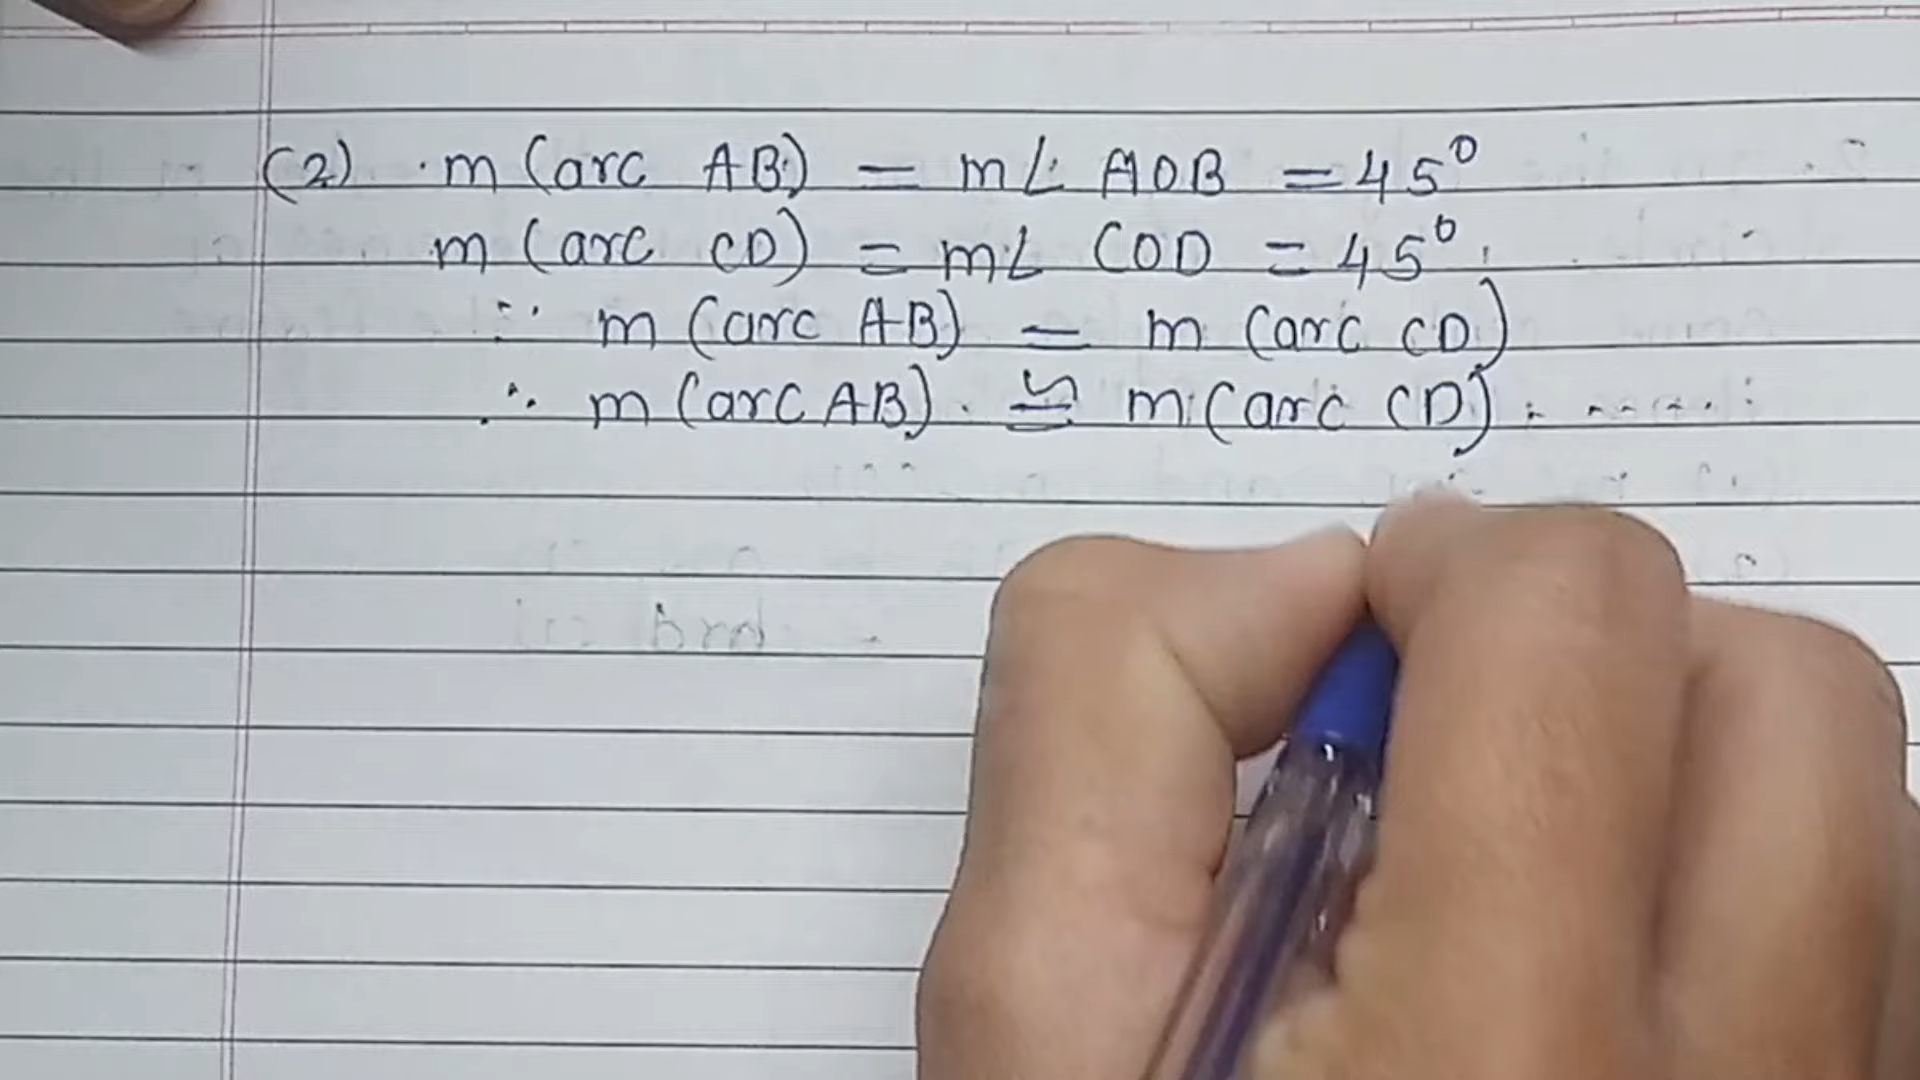 (2) m (arc AB) = m∠ AOB = 45°
m (arc CD) = m∠ COD = 45°
∴ m (arc AB) = m (arc CD)
∴ m (arc AB) ≅ m (arc CD) .......